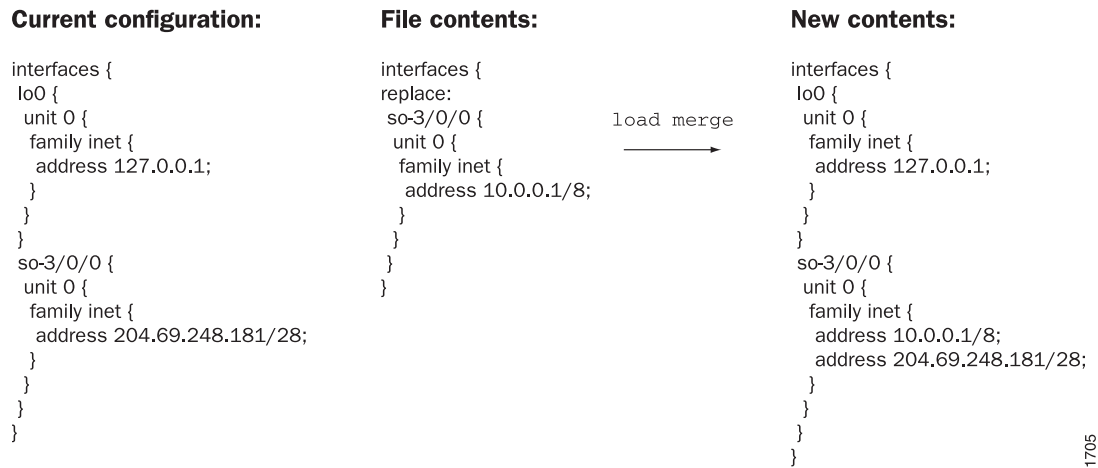 Current configuration:
interfaces {
lo0 {
unit 0 {
family inet {
address 127.0.0.1;
}
}
}
so-3/0/0 {
unit 0 {
family inet {
address 204.69.248.181/28;
}
}
}
}
File contents:
interfaces {
replace:
so-3/0/0 {
unit 0 {
family inet {
address 10.0.0.1/8;
}
}
}
}
load merge
New contents:
interfaces {
lo0 {
unit 0 {
family inet {
address 127.0.0.1;
}
}
}
so-3/0/0 {
unit 0 {
family inet {
address 10.0.0.1/8;
address 204.69.248.181/28;
}
}
}
}
1705